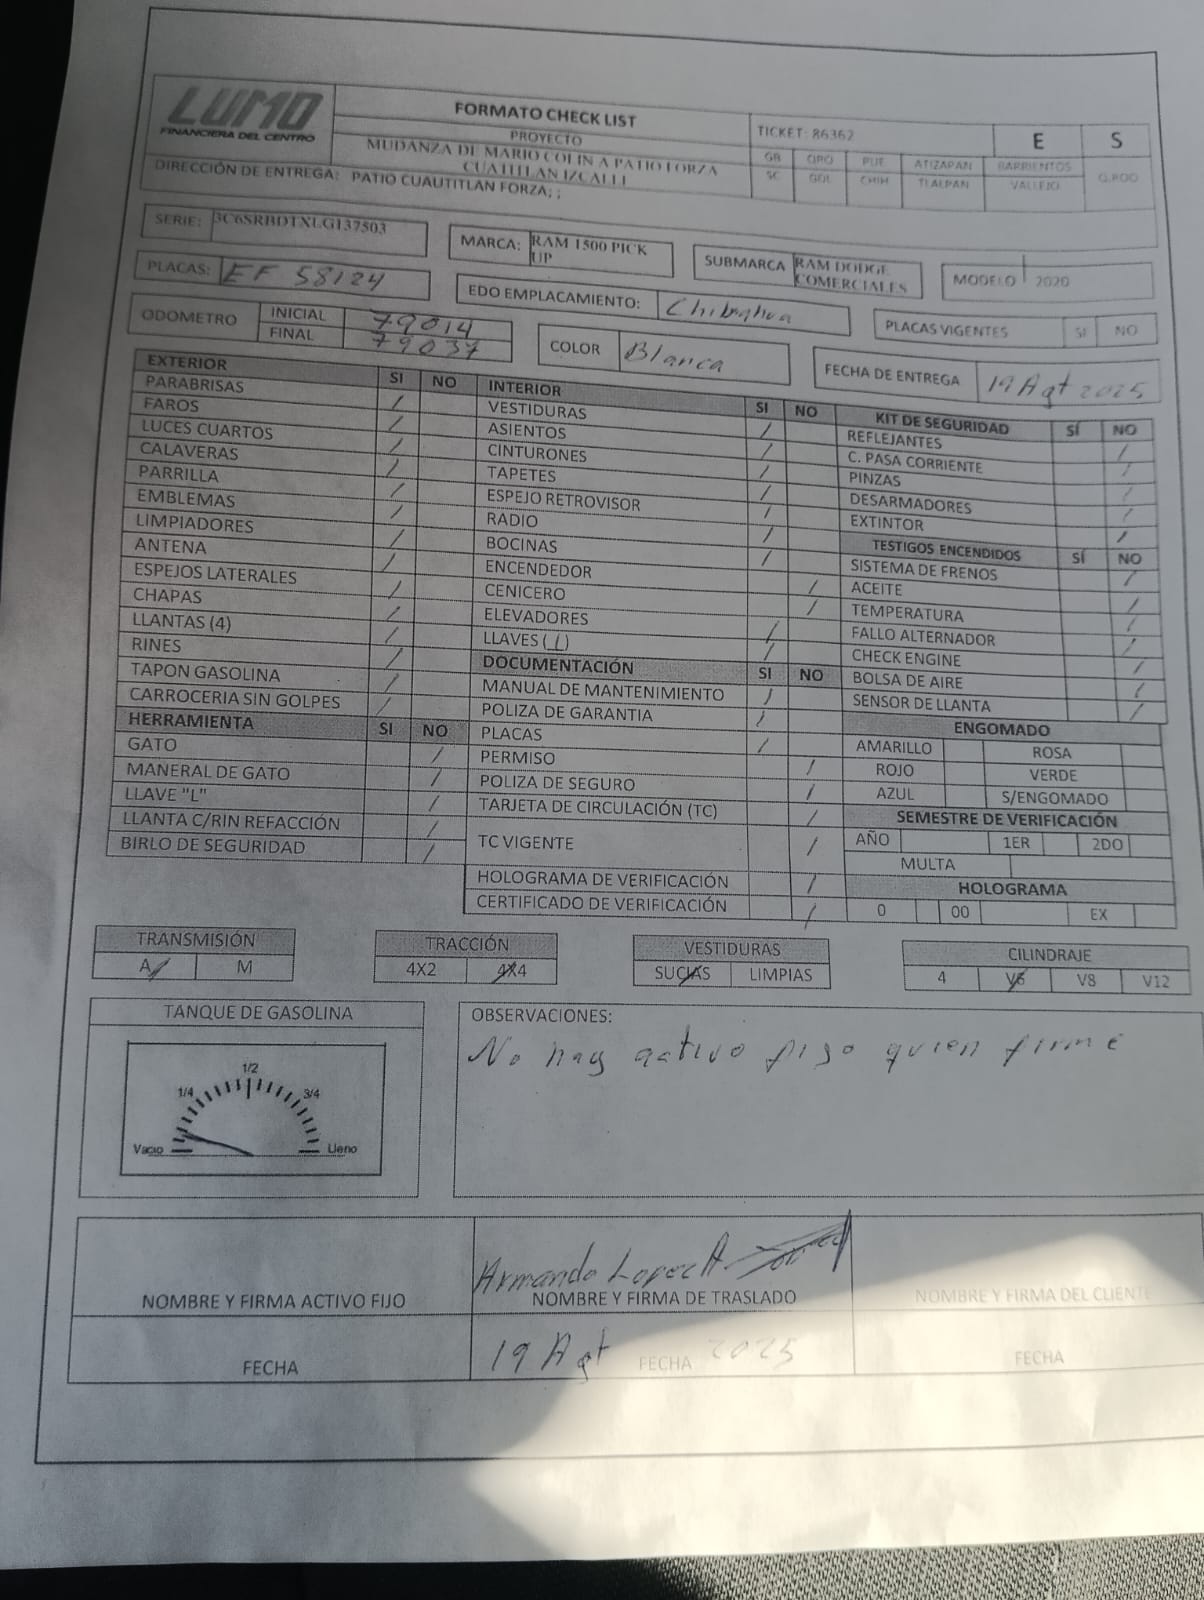 LUMO
FINANCIERA DEL CENTRO
FORMATO CHECK LIST
PROYECTO
MUDANZA DE MARIO COLIN A PATIO FORZA
CUATITLAN IZCALLI
TICKET: 86362
E S
GB QRO PUE ATIZAPAN BARRIENTOS
SC GDL CHIH TLALPAN VALLEJO Q.ROO
DIRECCIÓN DE ENTREGA: PATIO CUAUTITLAN FORZA; ;
SERIE: 3C6SRBDTXLG137503
MARCA: RAM 1500 PICK UP
SUBMARCA RAM DODGE COMERCIALES
MODELO 2020
PLACAS: EF 58124
EDO EMPLACAMIENTO: Chihuahua
PLACAS VIGENTES SI NO
ODOMETRO
INICIAL 79014
FINAL 79037
COLOR Blanca
FECHA DE ENTREGA 19 Agt 2025
EXTERIOR SI NO
PARABRISAS /
FAROS /
LUCES CUARTOS /
CALAVERAS /
PARRILLA /
EMBLEMAS /
LIMPIADORES /
ANTENA /
ESPEJOS LATERALES
CHAPAS /
LLANTAS (4) /
RINES /
TAPON GASOLINA /
CARROCERIA SIN GOLPES /
HERRAMIENTA SI NO
GATO /
MANERAL DE GATO /
LLAVE "L" /
LLANTA C/RIN REFACCIÓN /
BIRLO DE SEGURIDAD /
INTERIOR SI NO
VESTIDURAS /
ASIENTOS /
CINTURONES /
TAPETES /
ESPEJO RETROVISOR /
RADIO /
BOCINAS /
ENCENDEDOR /
CENICERO /
ELEVADORES /
LLAVES (1) /
DOCUMENTACIÓN SI NO
MANUAL DE MANTENIMIENTO /
POLIZA DE GARANTIA /
PLACAS /
PERMISO /
POLIZA DE SEGURO /
TARJETA DE CIRCULACIÓN (TC) /
TC VIGENTE /
HOLOGRAMA DE VERIFICACIÓN /
CERTIFICADO DE VERIFICACIÓN /
KIT DE SEGURIDAD SÍ NO
REFLEJANTES /
C. PASA CORRIENTE /
PINZAS /
DESARMADORES /
EXTINTOR /
TESTIGOS ENCENDIDOS SÍ NO
SISTEMA DE FRENOS /
ACEITE /
TEMPERATURA /
FALLO ALTERNADOR /
CHECK ENGINE /
BOLSA DE AIRE /
SENSOR DE LLANTA /
ENGOMADO
AMARILLO ROSA
ROJO VERDE
AZUL S/ENGOMADO
SEMESTRE DE VERIFICACIÓN
AÑO 1ER 2DO
MULTA
HOLOGRAMA
0 00 EX
TRANSMISIÓN
A M
TRACCIÓN
4X2 4X4
VESTIDURAS
SUCIAS LIMPIAS
CILINDRAJE
4 V6 V8 V12
TANQUE DE GASOLINA
Vacio 1/4 1/2 3/4 Lleno
OBSERVACIONES:
No hay activo fijo quien firme
Armando Lopez A
NOMBRE Y FIRMA ACTIVO FIJO
NOMBRE Y FIRMA DE TRASLADO
NOMBRE Y FIRMA DEL CLIENTE
FECHA
19 Agt FECHA 2025
FECHA